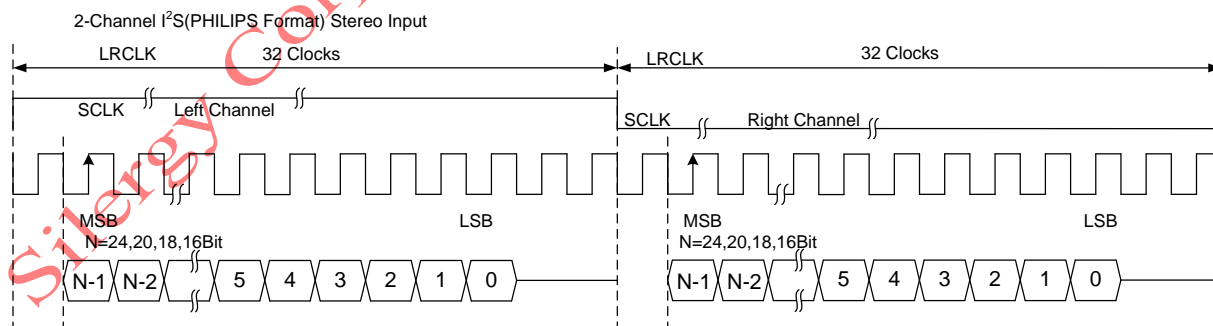 2-Channel I²S(PHILIPS Format) Stereo Input
LRCLK 32 Clocks LRCLK 32 Clocks
SCLK Left Channel SCLK Right Channel
MSB LSB MSB LSB
N=24,20,18,16Bit N=24,20,18,16Bit
N-1 N-2 5 4 3 2 1 0 N-1 N-2 5 4 3 2 1 0
Silergy Co